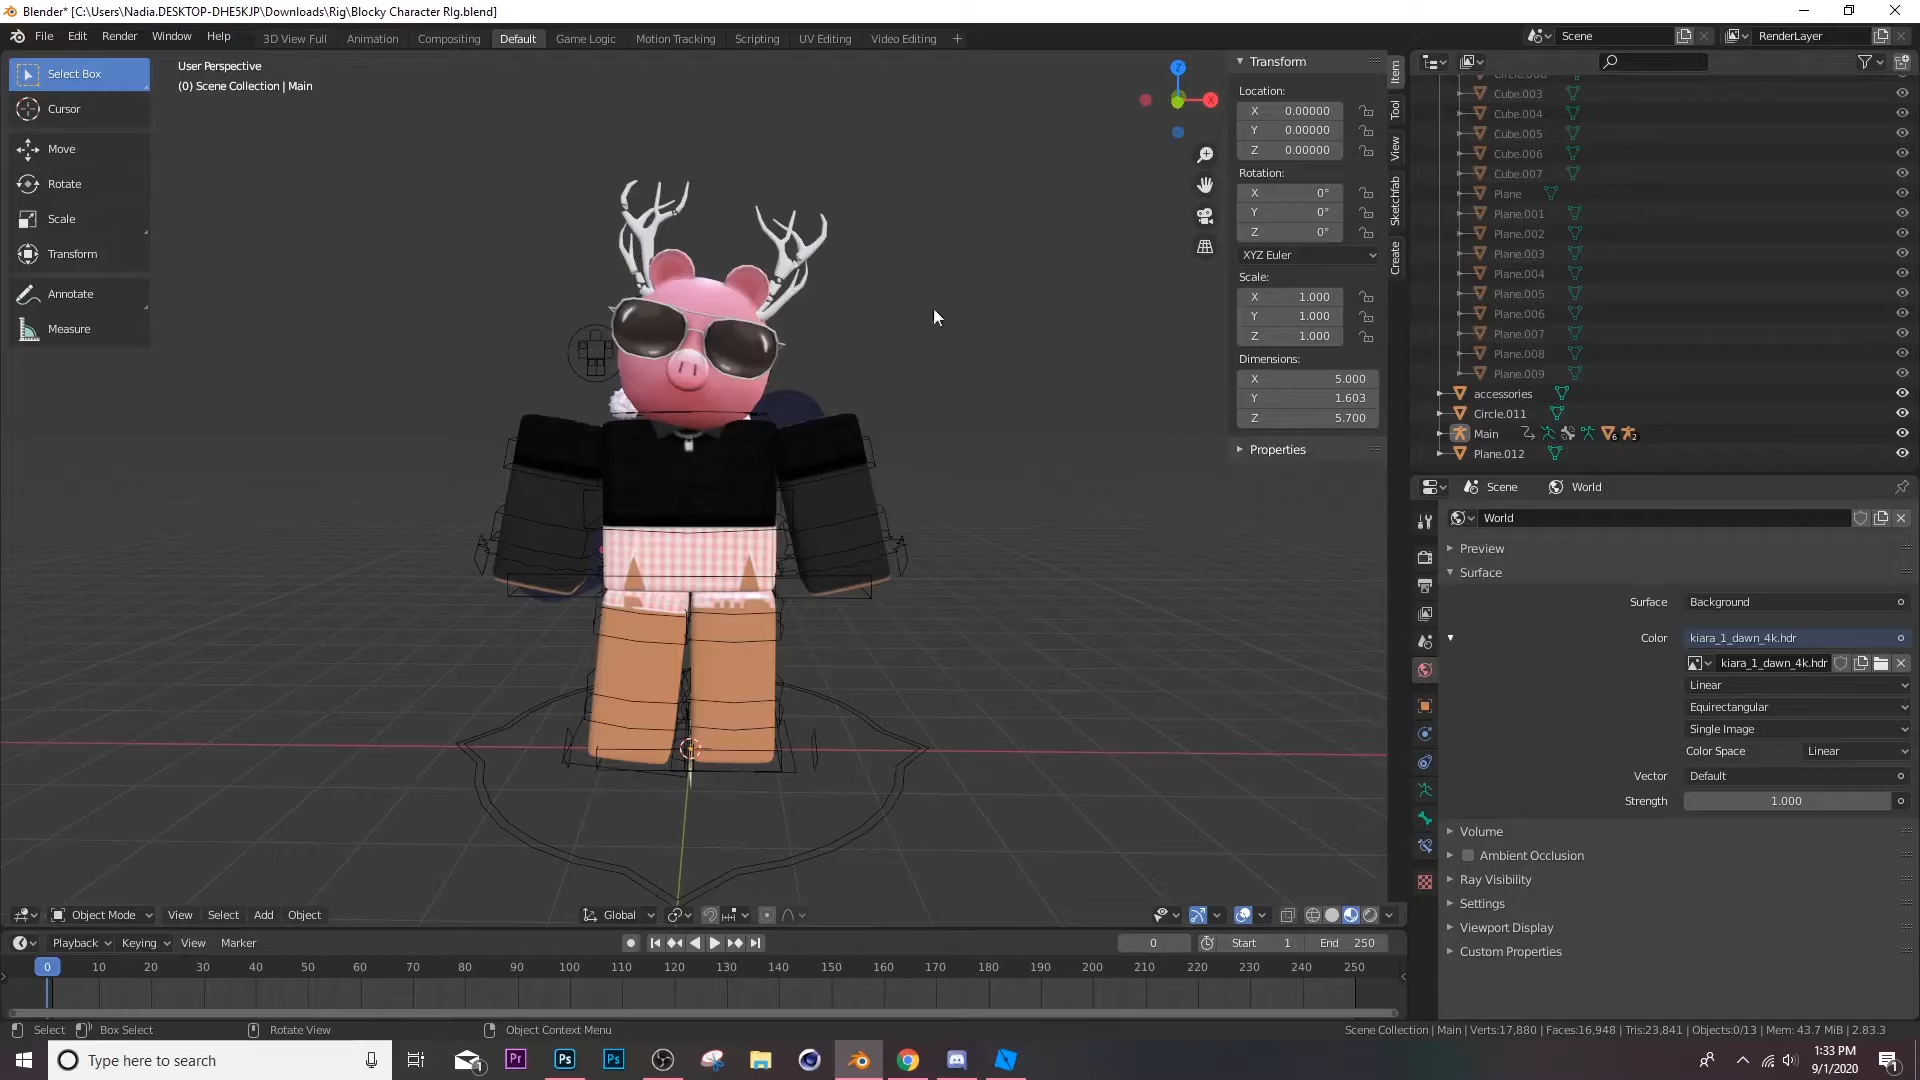 Blender* [C:\Users\Nadia.DESKTOP-DHE5KJP\Downloads\Rig\Blocky Character RIg.blend]
File Edit Render Window Help 3D View Full Animation Compositing Default Game Logic Motion Tracking Scripting UV Editing Video Editing + Scene RenderLayer
Select Box
Cursor
Move
Rotate
Scale
Transform
Annotate
Measure
User Perspective
(0) Scene Collection | Main
Z
X
Transform
Location:
X 0.00000
Y 0.00000
Z 0.00000
Rotation:
X 0°
Y 0°
Z 0°
XYZ Euler
Scale:
X 1.000
Y 1.000
Z 1.000
Dimensions:
X 5.000
Y 1.603
Z 5.700
Properties
Item
Tool
View
Sketchfab
Create
Cube.003
Cube.004
Cube.005
Cube.006
Cube.007
Plane
Plane.001
Plane.002
Plane.003
Plane.004
Plane.005
Plane.006
Plane.007
Plane.008
Plane.009
accessories
Circle.011
Main 6 2
Plane.012
Scene World
World
Preview
Surface
Surface Background
Color kiara_1_dawn_4k.hdr
kiara_1_dawn_4k.hdr
Linear
Equirectangular
Single Image
Color Space Linear
Vector Default
Strength 1.000
Volume
Ambient Occlusion
Ray Visibility
Settings
Viewport Display
Custom Properties
Object Mode View Select Add Object Global
Playback Keying View Marker 0 Start 1 End 250
0 10 20 30 40 50 60 70 80 90 100 110 120 130 140 150 160 170 180 190 200 210 220 230 240 250
Select Box Select Rotate View Object Context Menu Scene Collection | Main | Verts:17,880 | Faces:16,948 | Tris:23,841 | Objects:0/13 | Mem: 43.7 MiB | 2.83.3
Type here to search 1 Pr Ps Ps 1:33 PM
9/1/2020 1